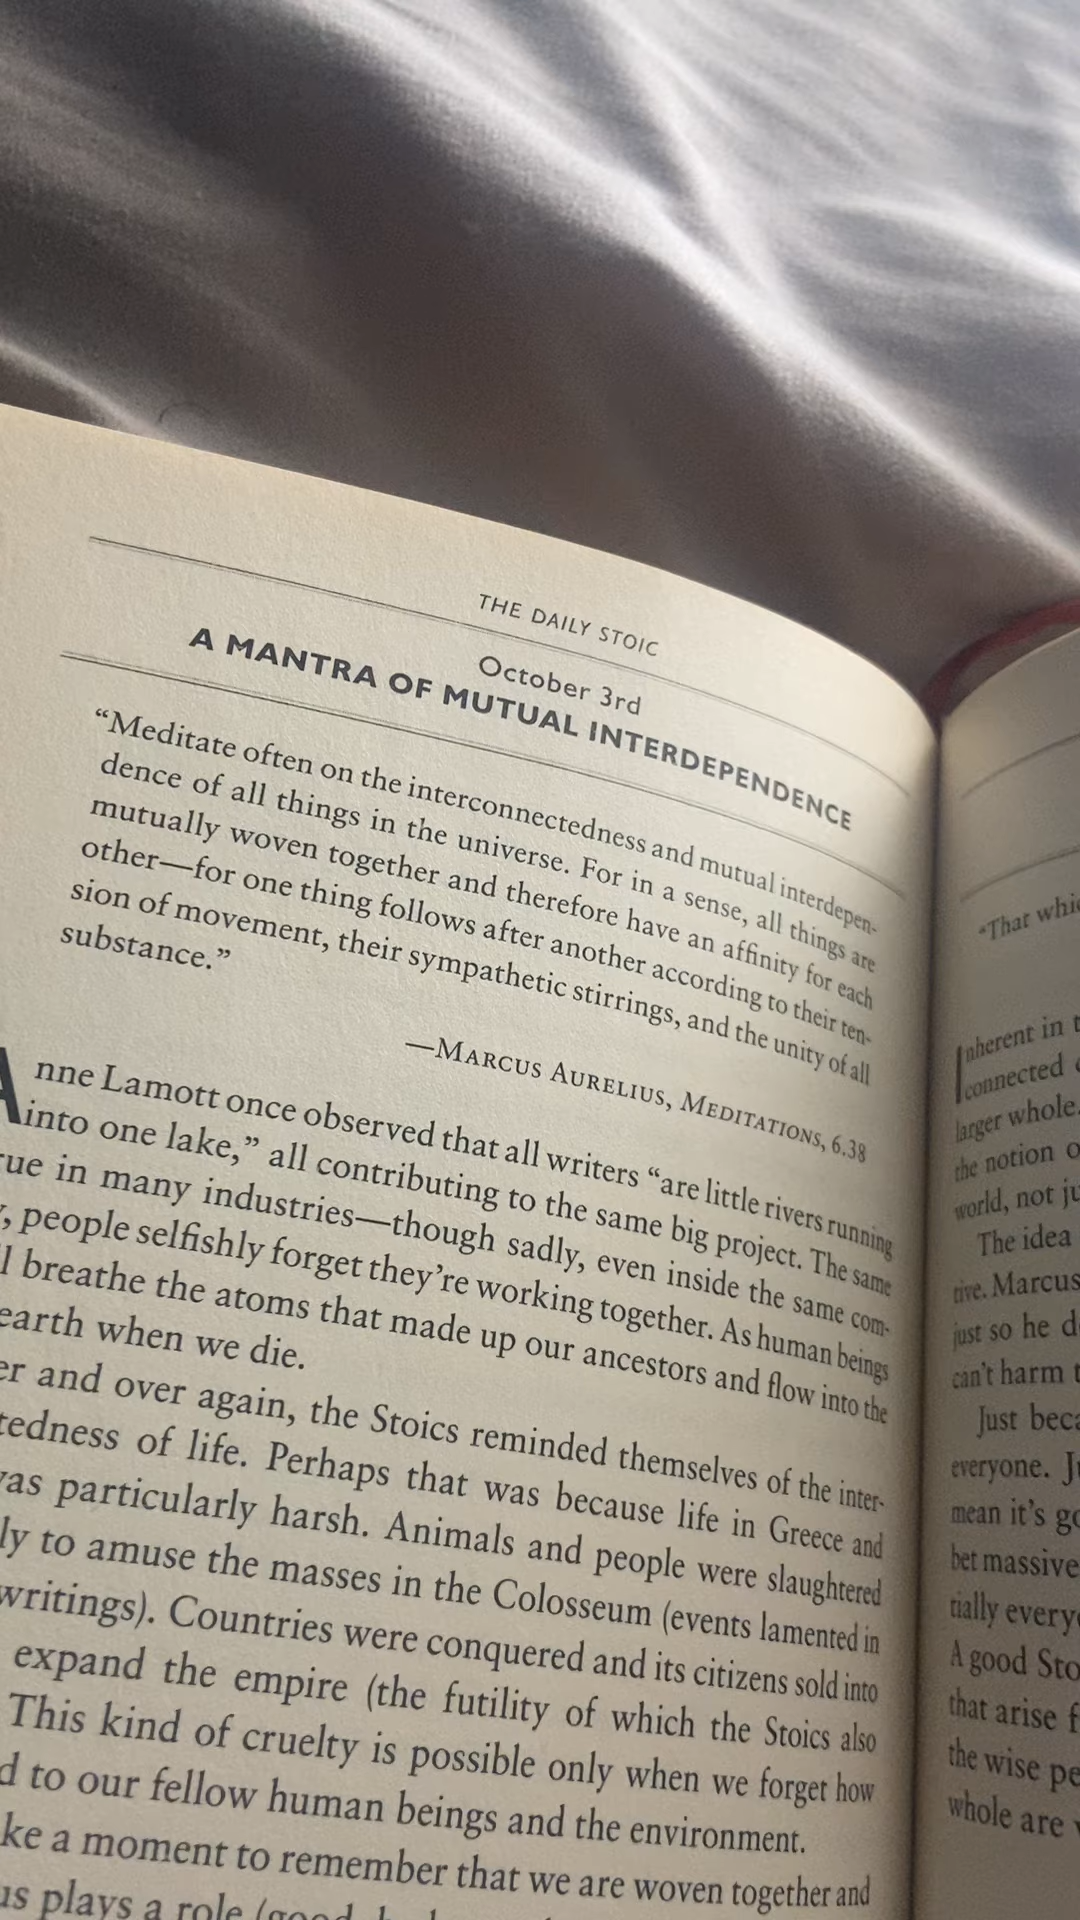 THE DAILY STOIC
October 3rd
A MANTRA OF MUTUAL INTERDEPENDENCE
“Meditate often on the interconnectedness and mutual interdepen-
dence of all things in the universe. For in a sense, all things are
mutually woven together and therefore have an affinity for each
other—for one thing follows after another according to their ten-
sion of movement, their sympathetic stirrings, and the unity of all
substance.”
—MARCUS AURELIUS, MEDITATIONS, 6.38
Anne Lamott once observed that all writers “are little rivers running
into one lake,” all contributing to the same big project. The same
in many industries—though sadly, even inside the same com-
people selfishly forget they’re working together. As human beings
breathe the atoms that made up our ancestors and flow into the
earth when we die.
and over again, the Stoics reminded themselves of the inter-
tedness of life. Perhaps that was because life in Greece and
was particularly harsh. Animals and people were slaughtered
ly to amuse the masses in the Colosseum (events lamented in
writings). Countries were conquered and its citizens sold into
expand the empire (the futility of which the Stoics also
This kind of cruelty is possible only when we forget how
d to our fellow human beings and the environment.
ke a moment to remember that we are woven together and
us plays a role (good,
“That whic
Inherent in t
connected
larger whole.
the notion o
world, not ju
The idea
tive. Marcus
just so he d
can’t harm t
Just beca
everyone. Ju
mean it’s go
bet massive
tially every
A good Sto
that arise f
the wise pe
whole are